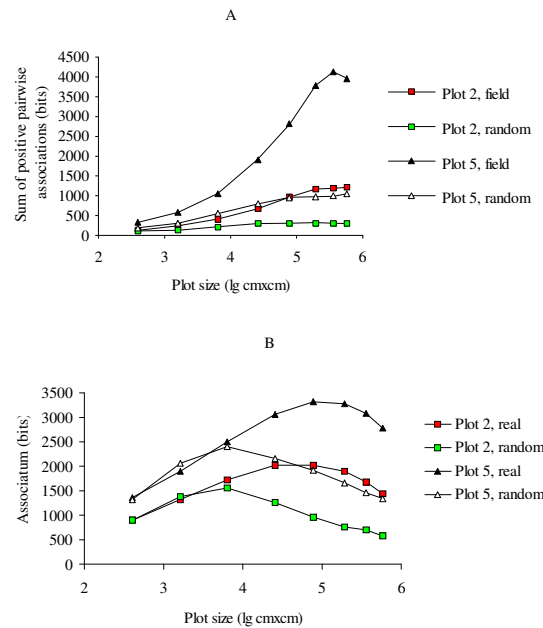 A
Sum of positive pairwise
associations (bits)
4500
4000
3500
3000
2500
2000
1500
1000
500
0
2 3 4 5 6
Plot size (lg cmxcm)
Plot 2, field
Plot 2, random
Plot 5, field
Plot 5, random
B
Associatum (bits)
3500
3000
2500
2000
1500
1000
500
0
2 3 4 5 6
Plot size (lg cmxcm)
Plot 2, real
Plot 2, random
Plot 5, real
Plot 5, random